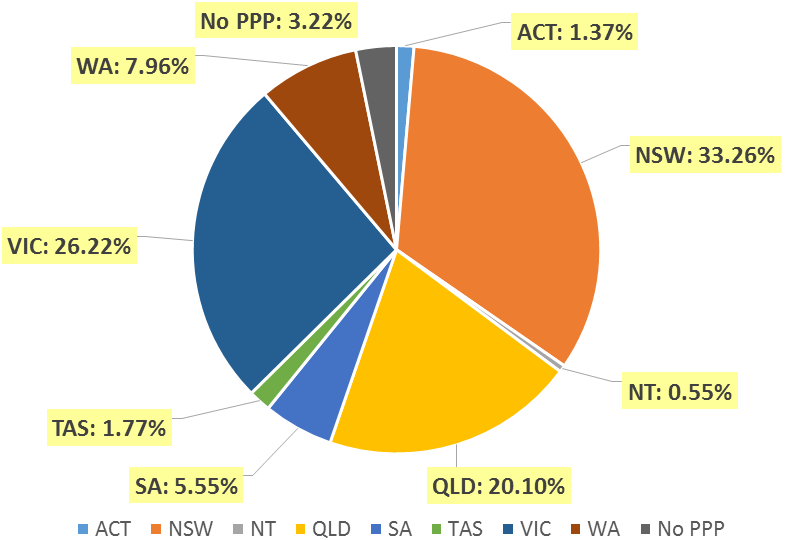 No PPP: 3.22%
ACT: 1.37%
WA: 7.96%
NSW: 33.26%
VIC: 26.22%
NT: 0.55%
TAS: 1.77%
SA: 5.55%
QLD: 20.10%
ACT NSW NT QLD SA TAS VIC WA No PPP